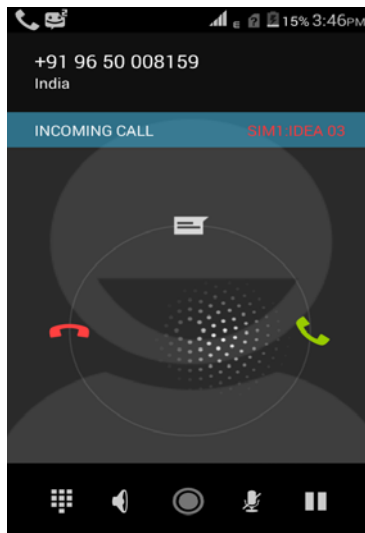 E 15% 3:46PM
+91 96 50 008159
India
INCOMING CALL SIM1:IDEA 03